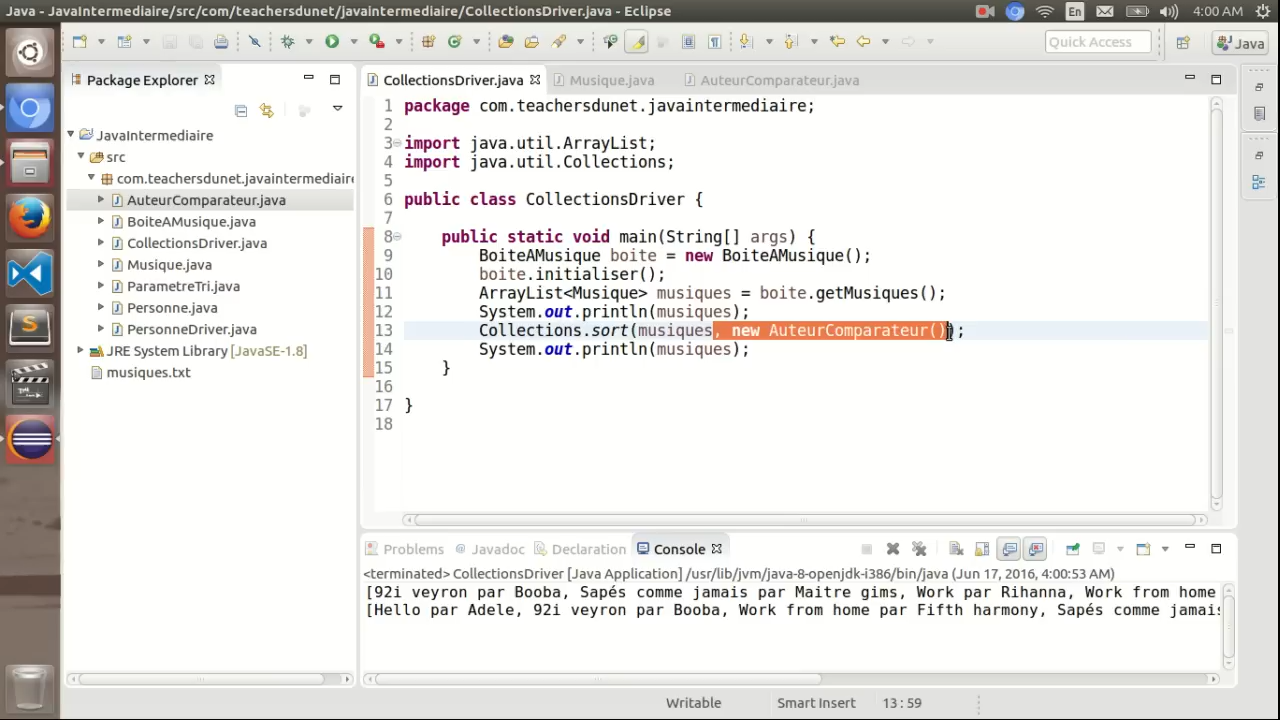 Java - JavaIntermediaire/src/com/teachersdunet/javaintermediaire/CollectionsDriver.java - Eclipse
En
4:00 AM
Quick Access
Java
Package Explorer
JavaIntermediaire
src
com.teachersdunet.javaintermediaire
AuteurComparateur.java
BoiteAMusique.java
CollectionsDriver.java
Musique.java
ParametreTri.java
Personne.java
PersonneDriver.java
JRE System Library [JavaSE-1.8]
musiques.txt
CollectionsDriver.java
Musique.java
AuteurComparateur.java
1 package com.teachersdunet.javaintermediaire;
2
3 import java.util.ArrayList;
4 import java.util.Collections;
5
6 public class CollectionsDriver {
7
8 public static void main(String[] args) {
9 BoiteAMusique boite = new BoiteAMusique();
10 boite.initialiser();
11 ArrayList<Musique> musiques = boite.getMusiques();
12 System.out.println(musiques);
13 Collections.sort(musiques, new AuteurComparateur());
14 System.out.println(musiques);
15 }
16
17 }
18
Problems
@ Javadoc
Declaration
Console
<terminated> CollectionsDriver [Java Application] /usr/lib/jvm/java-8-openjdk-i386/bin/java (Jun 17, 2016, 4:00:53 AM)
[92i veyron par Booba, Sapés comme jamais par Maitre gims, Work par Rihanna, Work from home
[Hello par Adele, 92i veyron par Booba, Work from home par Fifth harmony, Sapés comme jamais
Writable
Smart Insert
13 : 59